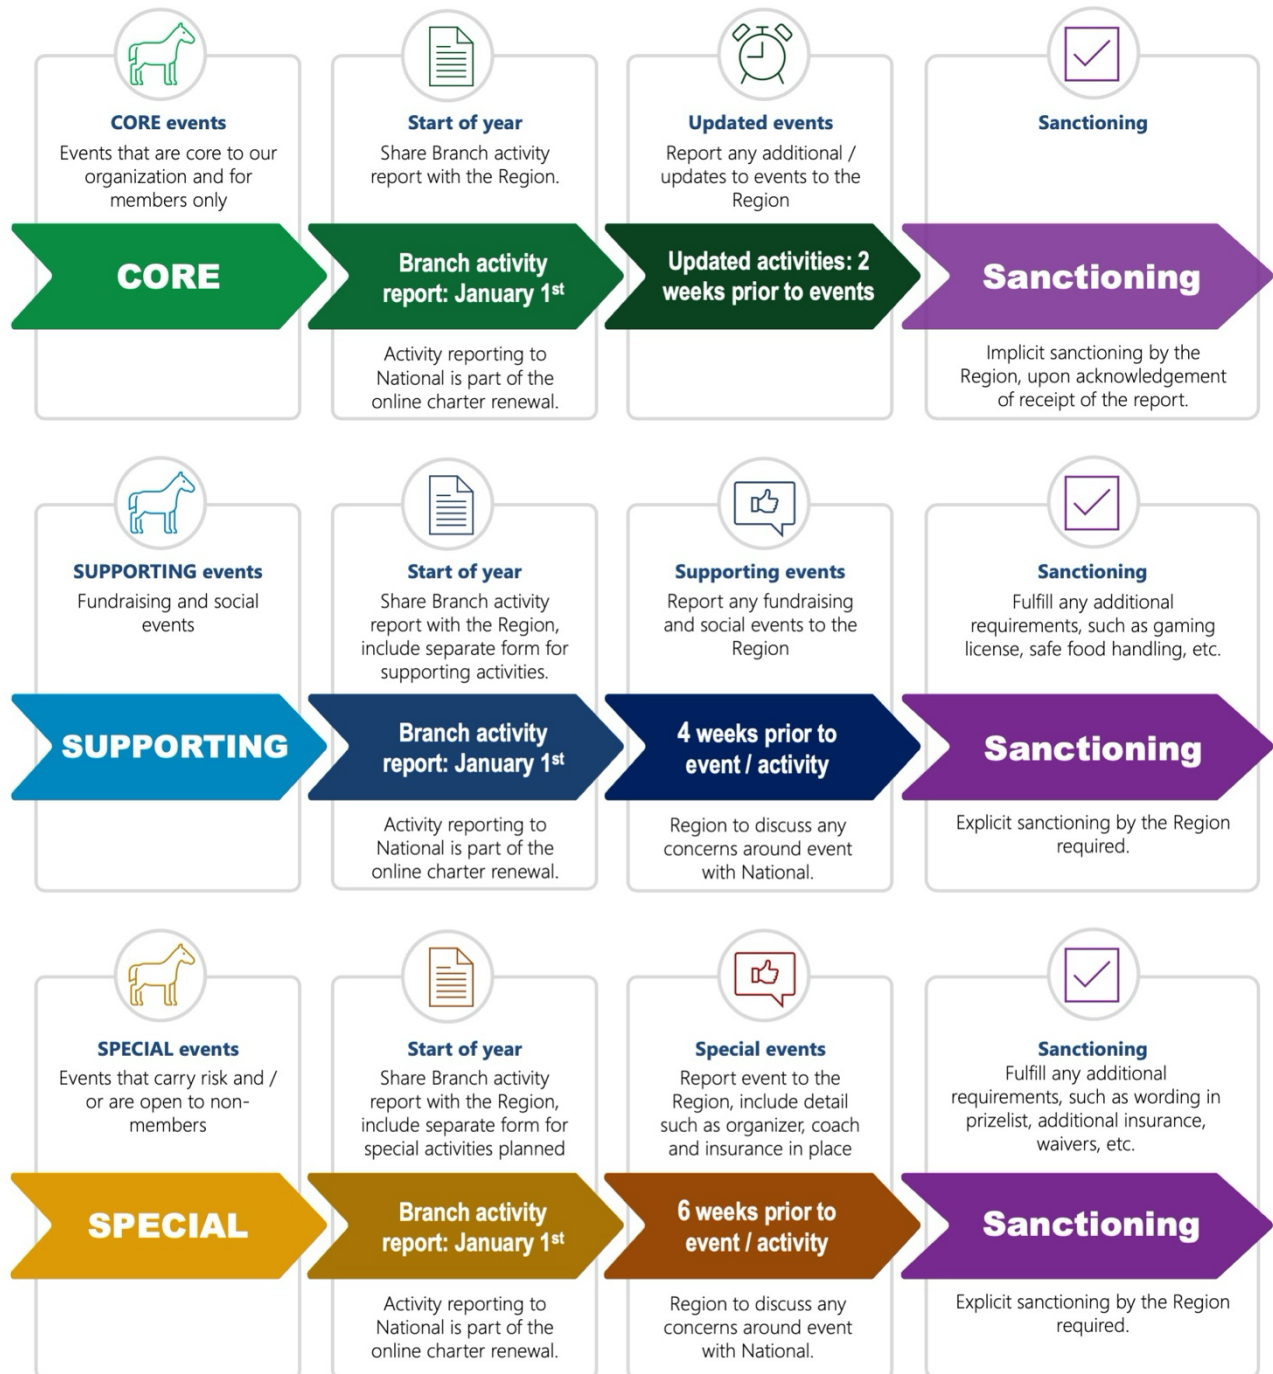 CORE events
Events that are core to our
organization and for
members only
CORE
Start of year
Share Branch activity
report with the Region.
Branch activity
report: January 1st
Activity reporting to
National is part of the
online charter renewal.
Updated events
Report any additional /
updates to events to the
Region
Updated activities: 2
weeks prior to events
Sanctioning
Sanctioning
Implicit sanctioning by the
Region, upon acknowledgement
of receipt of the report.
SUPPORTING events
Fundraising and social
events
SUPPORTING
Start of year
Share Branch activity
report with the Region,
include separate form for
supporting activities.
Branch activity
report: January 1st
Activity reporting to
National is part of the
online charter renewal.
Supporting events
Report any fundraising
and social events to the
Region
4 weeks prior to
event / activity
Region to discuss any
concerns around event
with National.
Sanctioning
Fulfill any additional
requirements, such as gaming
license, safe food handling, etc.
Sanctioning
Explicit sanctioning by the Region
required.
SPECIAL events
Events that carry risk and /
or are open to non-
members
SPECIAL
Start of year
Share Branch activity
report with the Region,
include separate form for
special activities planned
Branch activity
report: January 1st
Activity reporting to
National is part of the
online charter renewal.
Special events
Report event to the
Region, include detail
such as organizer, coach
and insurance in place
6 weeks prior to
event / activity
Region to discuss any
concerns around event
with National.
Sanctioning
Fulfill any additional
requirements, such as wording in
prizelist, additional insurance,
waivers, etc.
Sanctioning
Explicit sanctioning by the Region
required.